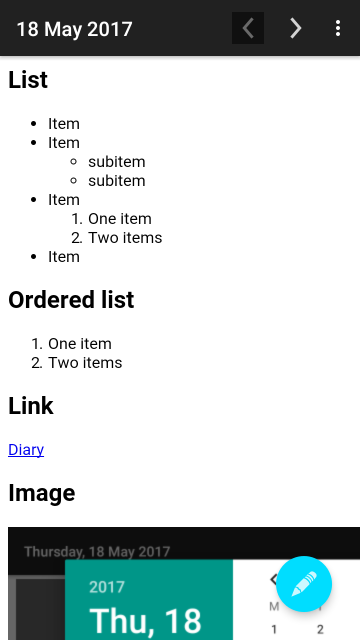 18 May 2017
List
Item
Item
subitem
subitem
Item
1. One item
2. Two items
Item
Ordered list
1. One item
2. Two items
Link
Diary
Image
Thursday, 18 May 2017
2017
Thu, 18
M
1 2